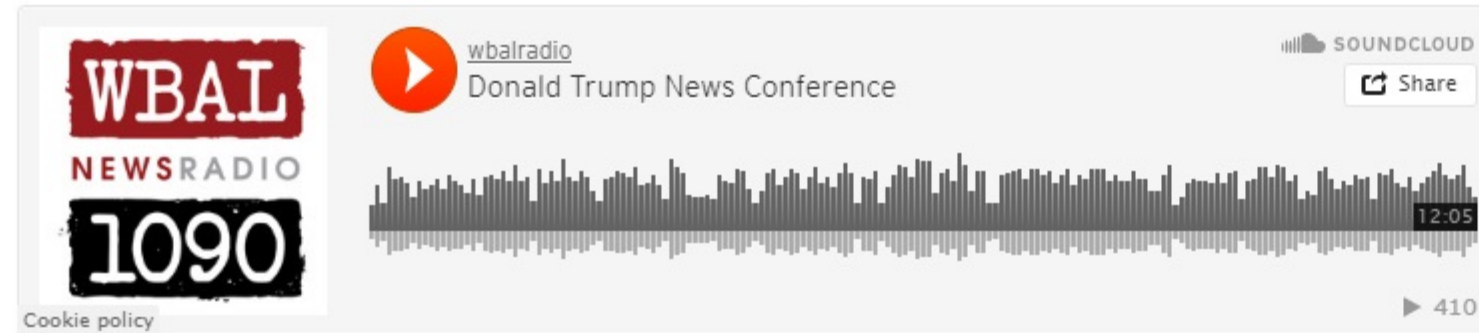 WBAL
NEWSRADIO
1090
wbalradio
Donald Trump News Conference
SOUNDCLOUD
Share
12:05
410
Cookie policy